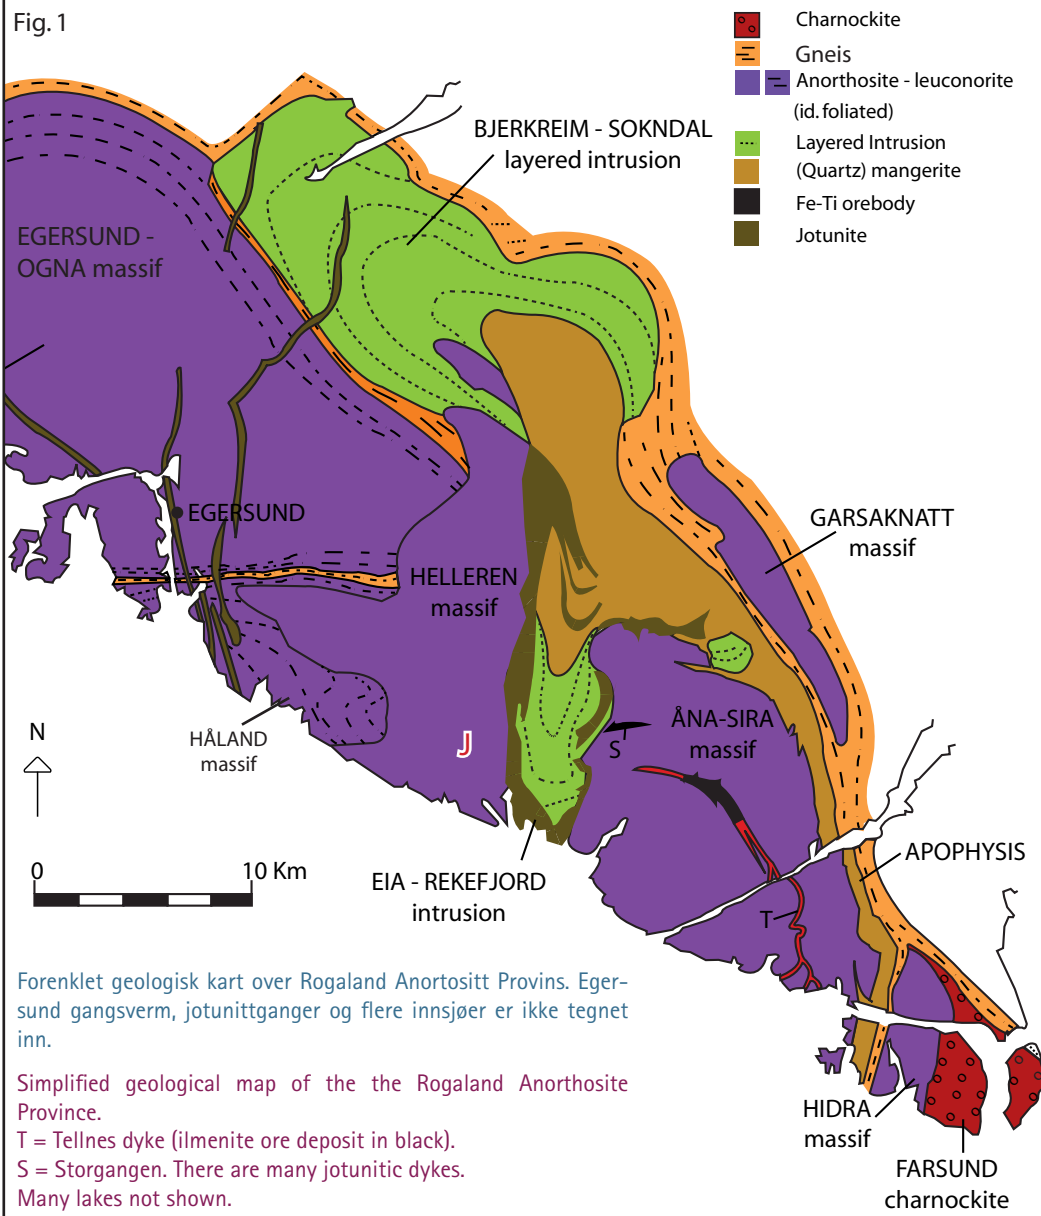 Fig. 1
Charnockite
Gneis
Anorthosite - leuconorite
(id. foliated)
Layered Intrusion
(Quartz) mangerite
Fe-Ti orebody
Jotunite
BJERKREIM - SOKNDAL
layered intrusion
EGERSUND -
OGNA massif
EGERSUND
GARSAKNATT
massif
HELLEREN
massif
HÅLAND
massif
J
S
ÅNA-SIRA
massif
N
0 10 Km
EIA - REKEFJORD
intrusion
APOPHYSIS
T
HIDRA
massif
FARSUND
charnockite
Forenklet geologisk kart over Rogaland Anortositt Provins. Eger-
sund gangsverm, jotunittganger og flere innsjøer er ikke tegnet
inn.
Simplified geological map of the the Rogaland Anorthosite
Province.
T = Tellnes dyke (ilmenite ore deposit in black).
S = Storgangen. There are many jotunitic dykes.
Many lakes not shown.